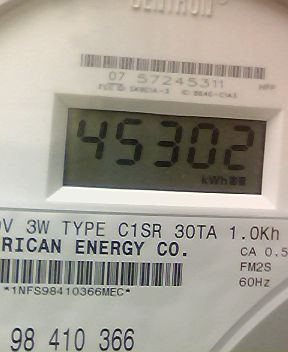 CENTRON®
07 57245311
45302
kWh
3W TYPE C1SR 30TA 1.0Kh
RICAN ENERGY CO.
CA 0.5
FM2S
60Hz
*1NFS98410366MEC*
98 410 366